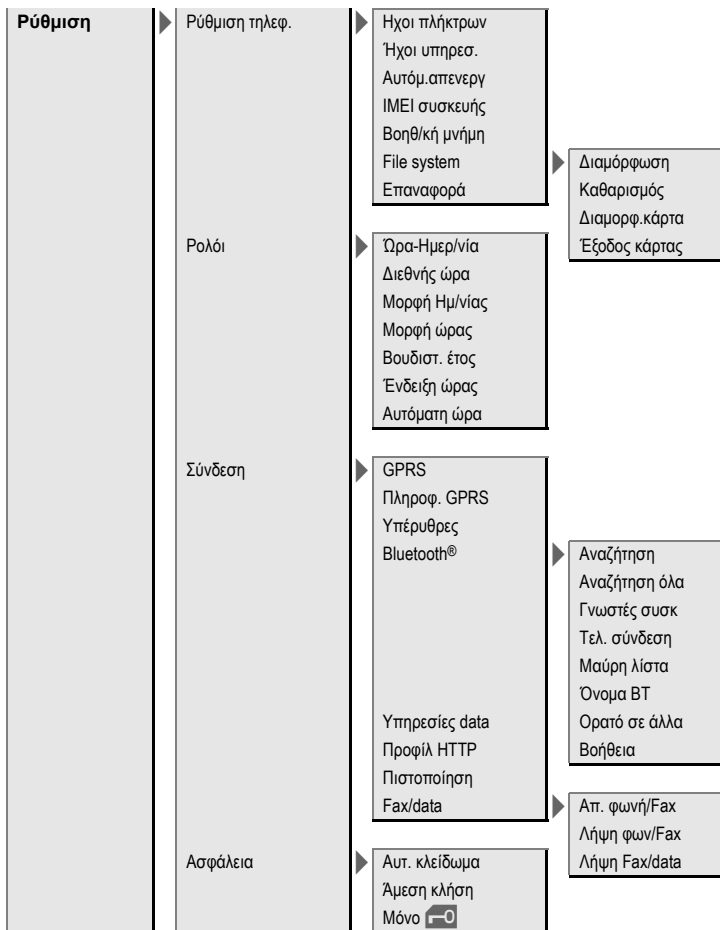 Ρύθμιση
Ρύθμιση τηλεφ.
Ηχοι πλήκτρων
Ήχοι υπηρεσ.
Αυτόμ.απενεργ
IMEI συσκευής
Βοηθ/κή μνήμη
File system
Διαμόρφωση
Επαναφορά
Καθαρισμός
Διαμορφ.κάρτα
Έξοδος κάρτας
Ρολόι
Ώρα-Ημερ/νία
Διεθνής ώρα
Μορφή Ημ/νίας
Μορφή ώρας
Βουδιστ. έτος
Ένδειξη ώρας
Αυτόματη ώρα
Σύνδεση
GPRS
Πληροφ. GPRS
Υπέρυθρες
Bluetooth®
Αναζήτηση
Αναζήτηση όλα
Γνωστές συσκ
Τελ. σύνδεση
Μαύρη λίστα
Όνομα BT
Ορατό σε άλλα
Βοήθεια
Υπηρεσίες data
Προφίλ HTTP
Πιστοποίηση
Fax/data
Απ. φωνή/Fax
Λήψη φων/Fax
Λήψη Fax/data
Ασφάλεια
Αυτ. κλείδωμα
Άμεση κλήση
Μόνο